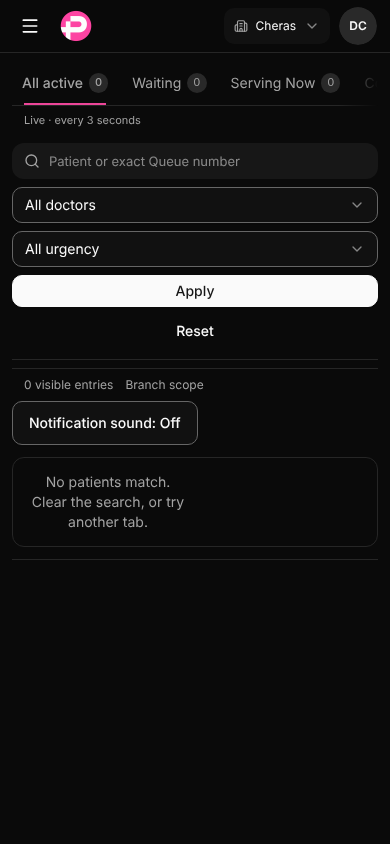 Cheras
DC
All active 0
Waiting 0
Serving Now 0
Live · every 3 seconds
Patient or exact Queue number
All doctors
All urgency
Apply
Reset
0 visible entries Branch scope
Notification sound: Off
No patients match.
Clear the search, or try
another tab.